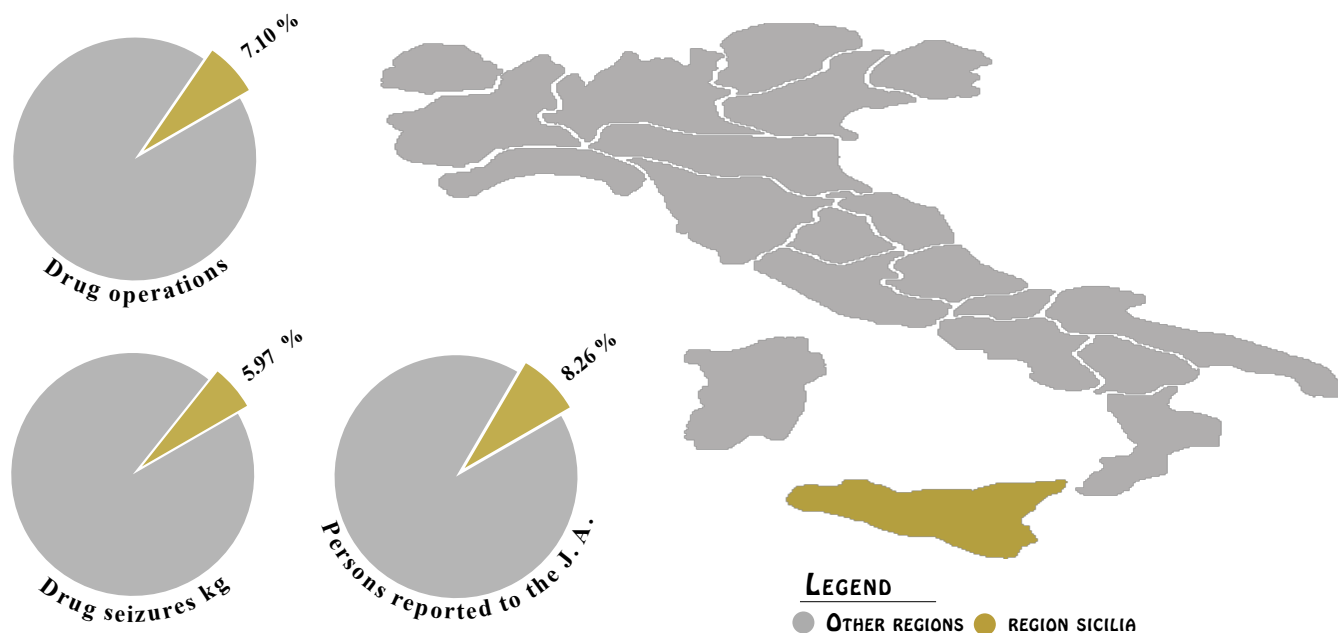 7.10 %
Drug operations
5.97 %
Drug seizures kg
8.26 %
Persons reported to the J. A.
LEGEND
OTHER REGIONS
REGION SICILIA